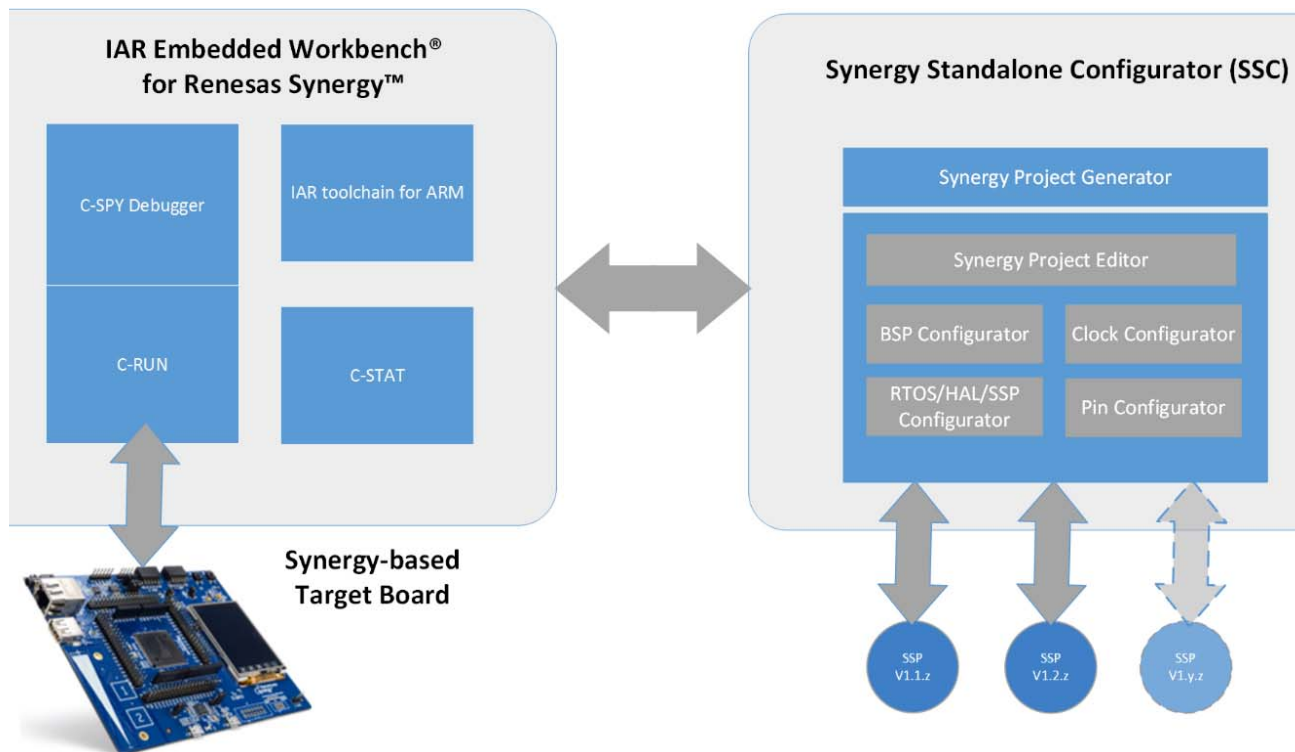 IAR Embedded Workbench®
for Renesas Synergy™
C-SPY Debugger
IAR toolchain for ARM
C-RUN
C-STAT
Synergy-based
Target Board
1
2
Synergy Standalone Configurator (SSC)
Synergy Project Generator
Synergy Project Editor
BSP Configurator
Clock Configurator
RTOS/HAL/SSP
Configurator
Pin Configurator
SSP
V1.1.z
SSP
V1.2.z
SSP
V1.y.z